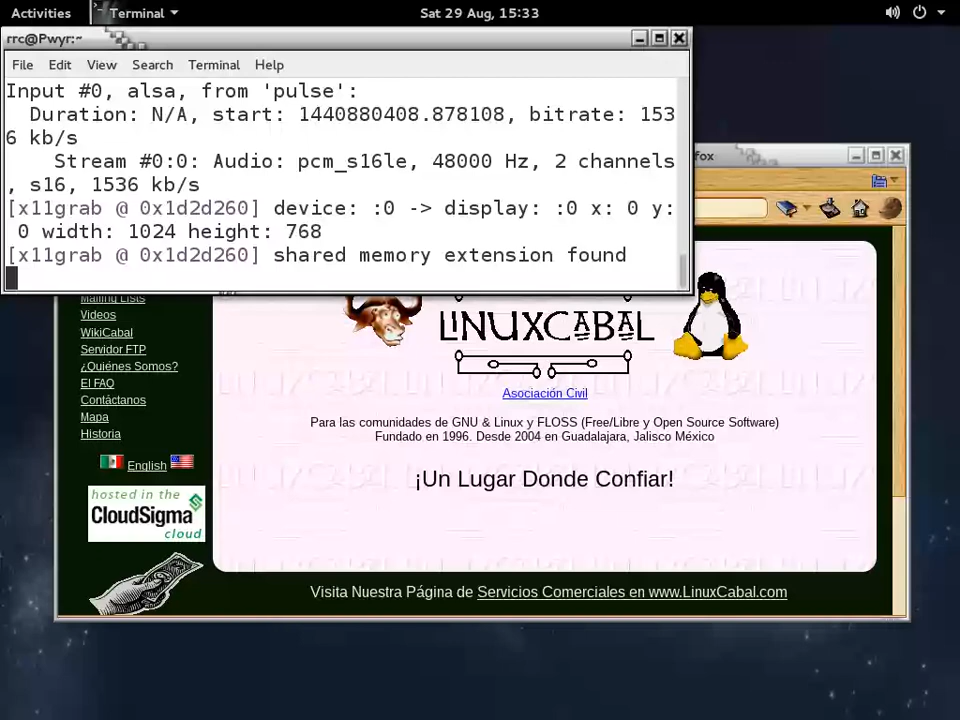 Activities Terminal Sat 29 Aug, 15:33
rrc@Pwyr:~
File Edit View Search Terminal Help
Input #0, alsa, from 'pulse':
Duration: N/A, start: 1440880408.878108, bitrate: 153
6 kb/s
Stream #0:0: Audio: pcm_s16le, 48000 Hz, 2 channels
, s16, 1536 kb/s
[x11grab @ 0x1d2d260] device: :0 -> display: :0 x: 0 y:
0 width: 1024 height: 768
[x11grab @ 0x1d2d260] shared memory extension found
fox
Mailing Lists
Videos
WikiCabal
Servidor FTP
¿Quiénes Somos?
El FAQ
Contáctanos
Mapa
Historia
English
hosted in the
CloudSigma
cloud
LINUXCABAL
Asociación Civil
Para las comunidades de GNU & Linux y FLOSS (Free/Libre y Open Source Software)
Fundado en 1996. Desde 2004 en Guadalajara, Jalisco México
¡Un Lugar Donde Confiar!
Visita Nuestra Página de Servicios Comerciales en www.LinuxCabal.com